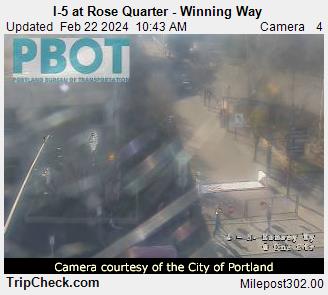 I-5 at Rose Quarter - Winning Way
Updated Feb 22 2024 10:43 AM Camera 4
PBOT
PORTLAND BUREAU OF TRANSPORTATION
Camera courtesy of the City of Portland
TripCheck.com Milepost302.00